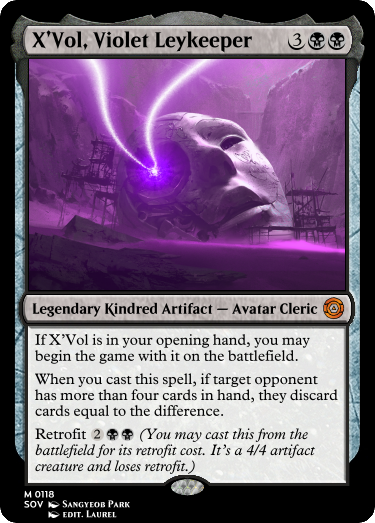 X'Vol, Violet Leykeeper 3
Legendary Kindred Artifact — Avatar Cleric
If X'Vol is in your opening hand, you may
begin the game with it on the battlefield.
When you cast this spell, if target opponent
has more than four cards in hand, they discard
cards equal to the difference.
Retrofit 2 (You may cast this from the
battlefield for its retrofit cost. It's a 4/4 artifact
creature and loses retrofit.)
M 0118
SOV Sangyeob Park
edit. Laurel